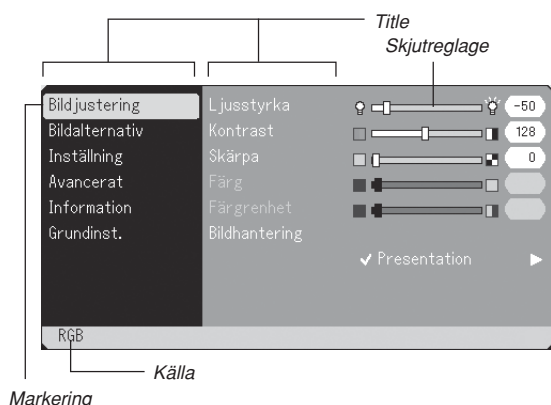 Title
Skjutreglage
Bildjustering Ljusstyrka -50
Bildalternativ Kontrast 128
Inställning Skärpa 0
Avancerat Färg
Information Färgrenhet
Grundinst. Bildhantering
✓ Presentation
RGB
Källa
Markering